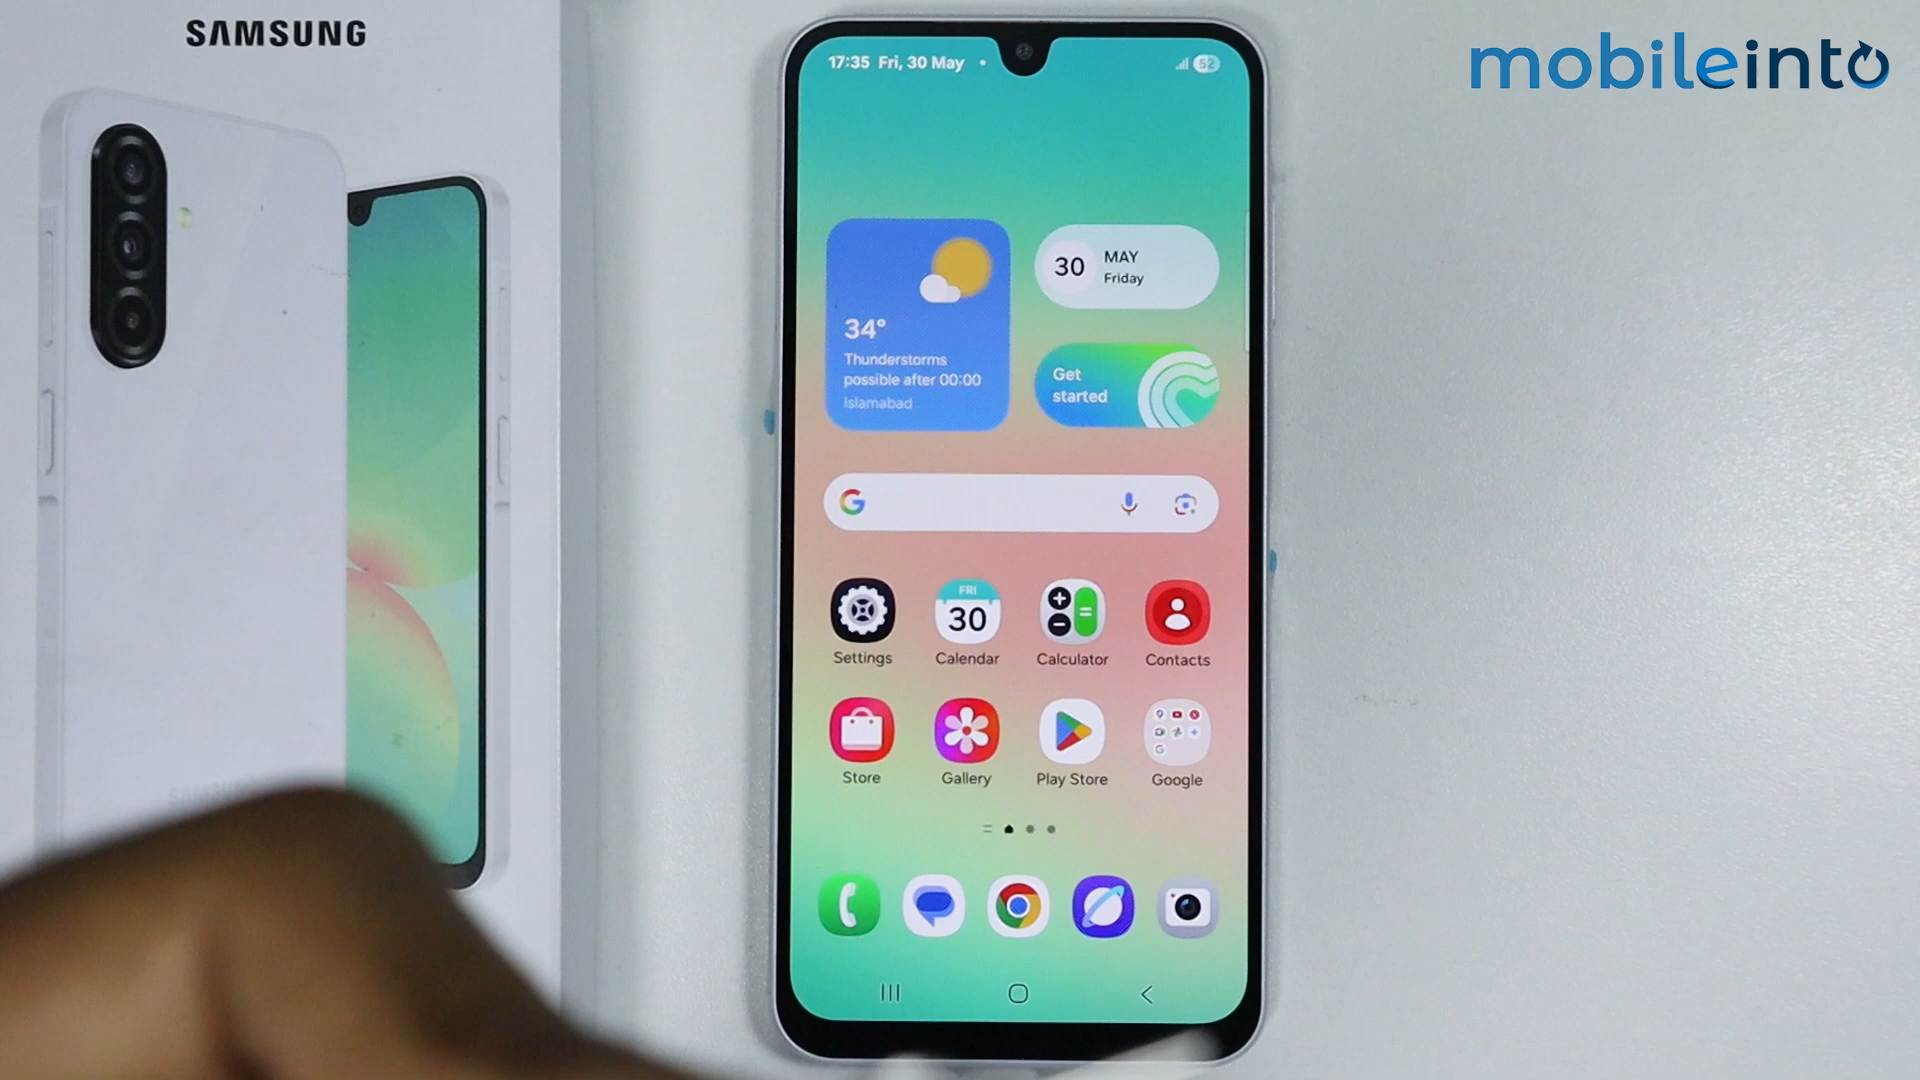 SAMSUNG
mobileinto
17:35 Fri, 30 May
52
34°
Thunderstorms
possible after 00:00
Islamabad
30
MAY
Friday
Get
started
FRI
30
Settings
Calendar
Calculator
Contacts
Store
Gallery
Play Store
Google